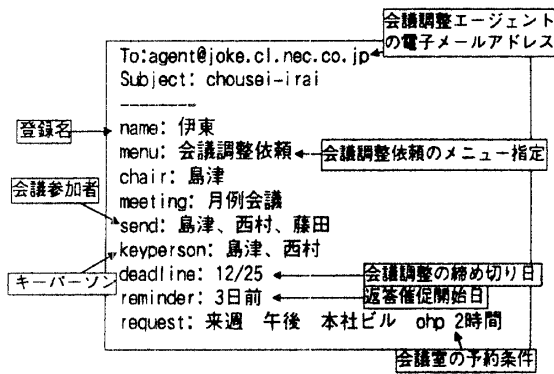 会議調整エージェント
の電子メールアドレス
To:agent@joke.cl.nec.co.jp
Subject: chousei-irai
--------
登録名
name: 伊東
menu: 会議調整依頼
会議調整依頼のメニュー指定
chair: 島津
会議参加者
meeting: 月例会議
send: 島津、西村、藤田
keyperson: 島津、西村
キーパーソン
deadline: 12/25
会議調整の締め切り日
reminder: 3日前
返答催促開始日
request: 来週 午後 本社ビル ohp 2時間
会議室の予約条件